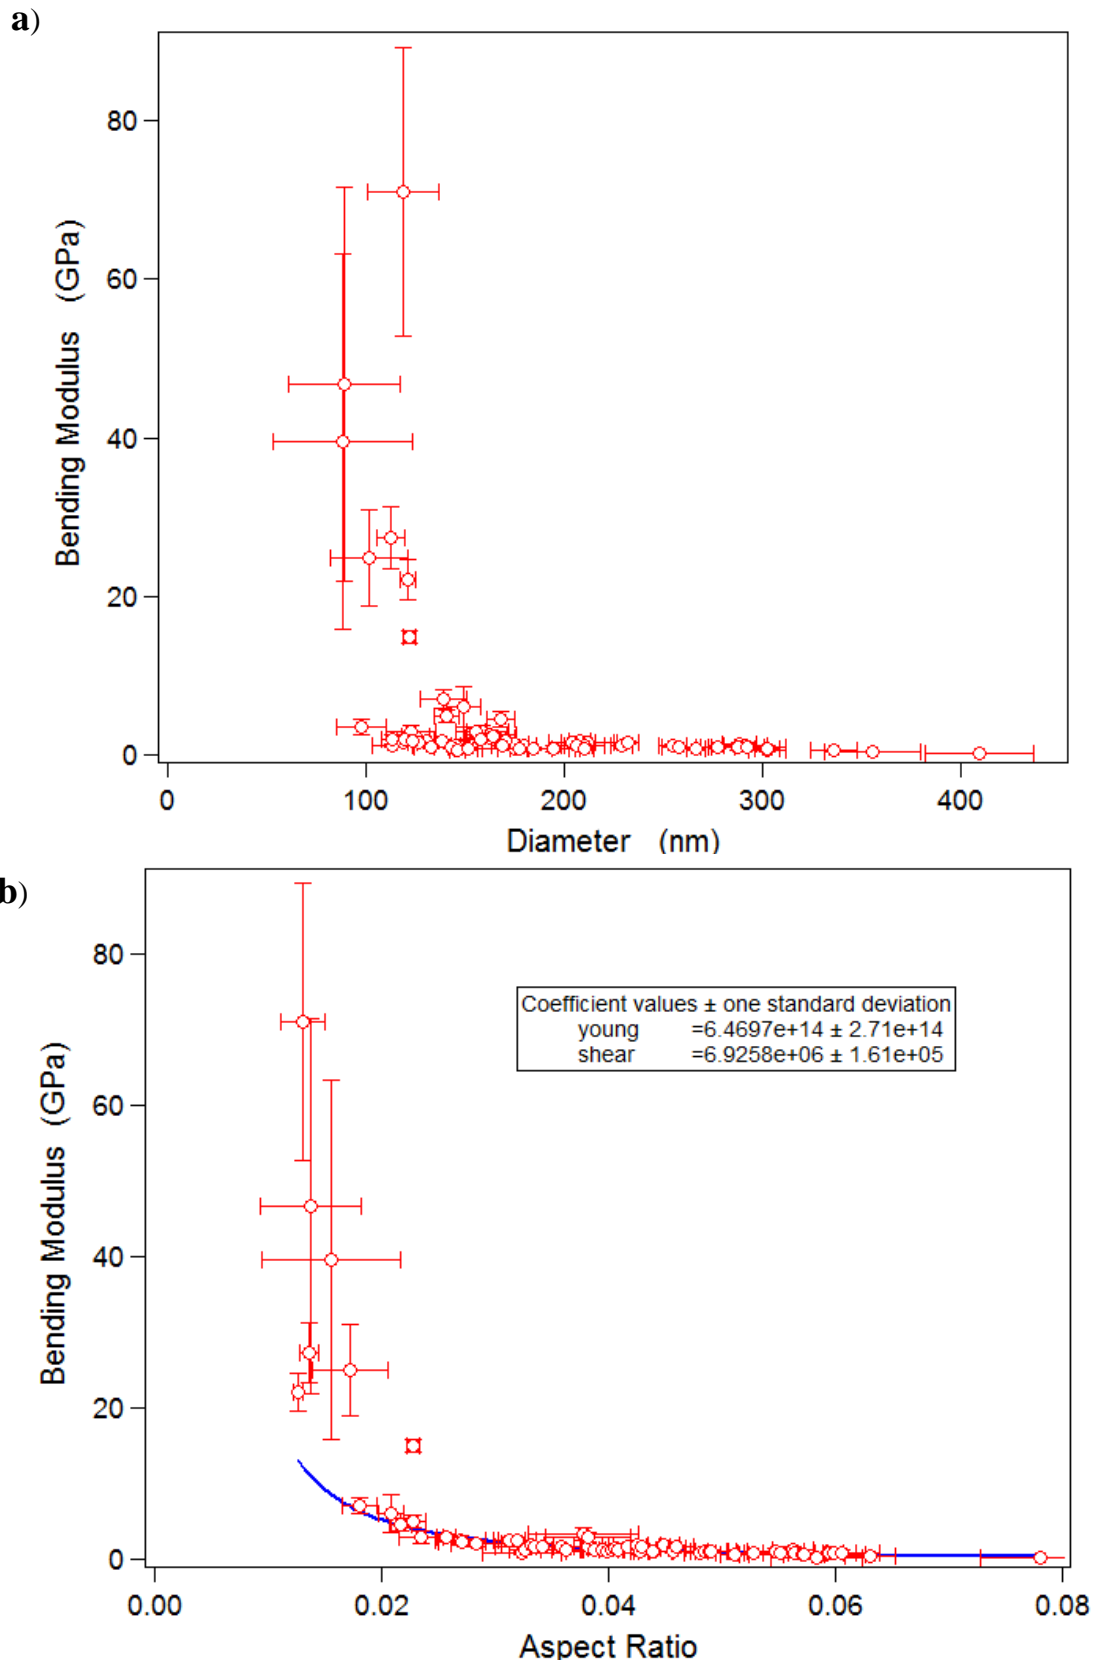 a)
80
60
40
20
0
Bending Modulus (GPa)
0 100 200 300 400
Diameter (nm)
b)
80
60
40
20
0
Bending Modulus (GPa)
Coefficient values ± one standard deviation
young =6.4697e+14 ± 2.71e+14
shear =6.9258e+06 ± 1.61e+05
0.00 0.02 0.04 0.06 0.08
Aspect Ratio